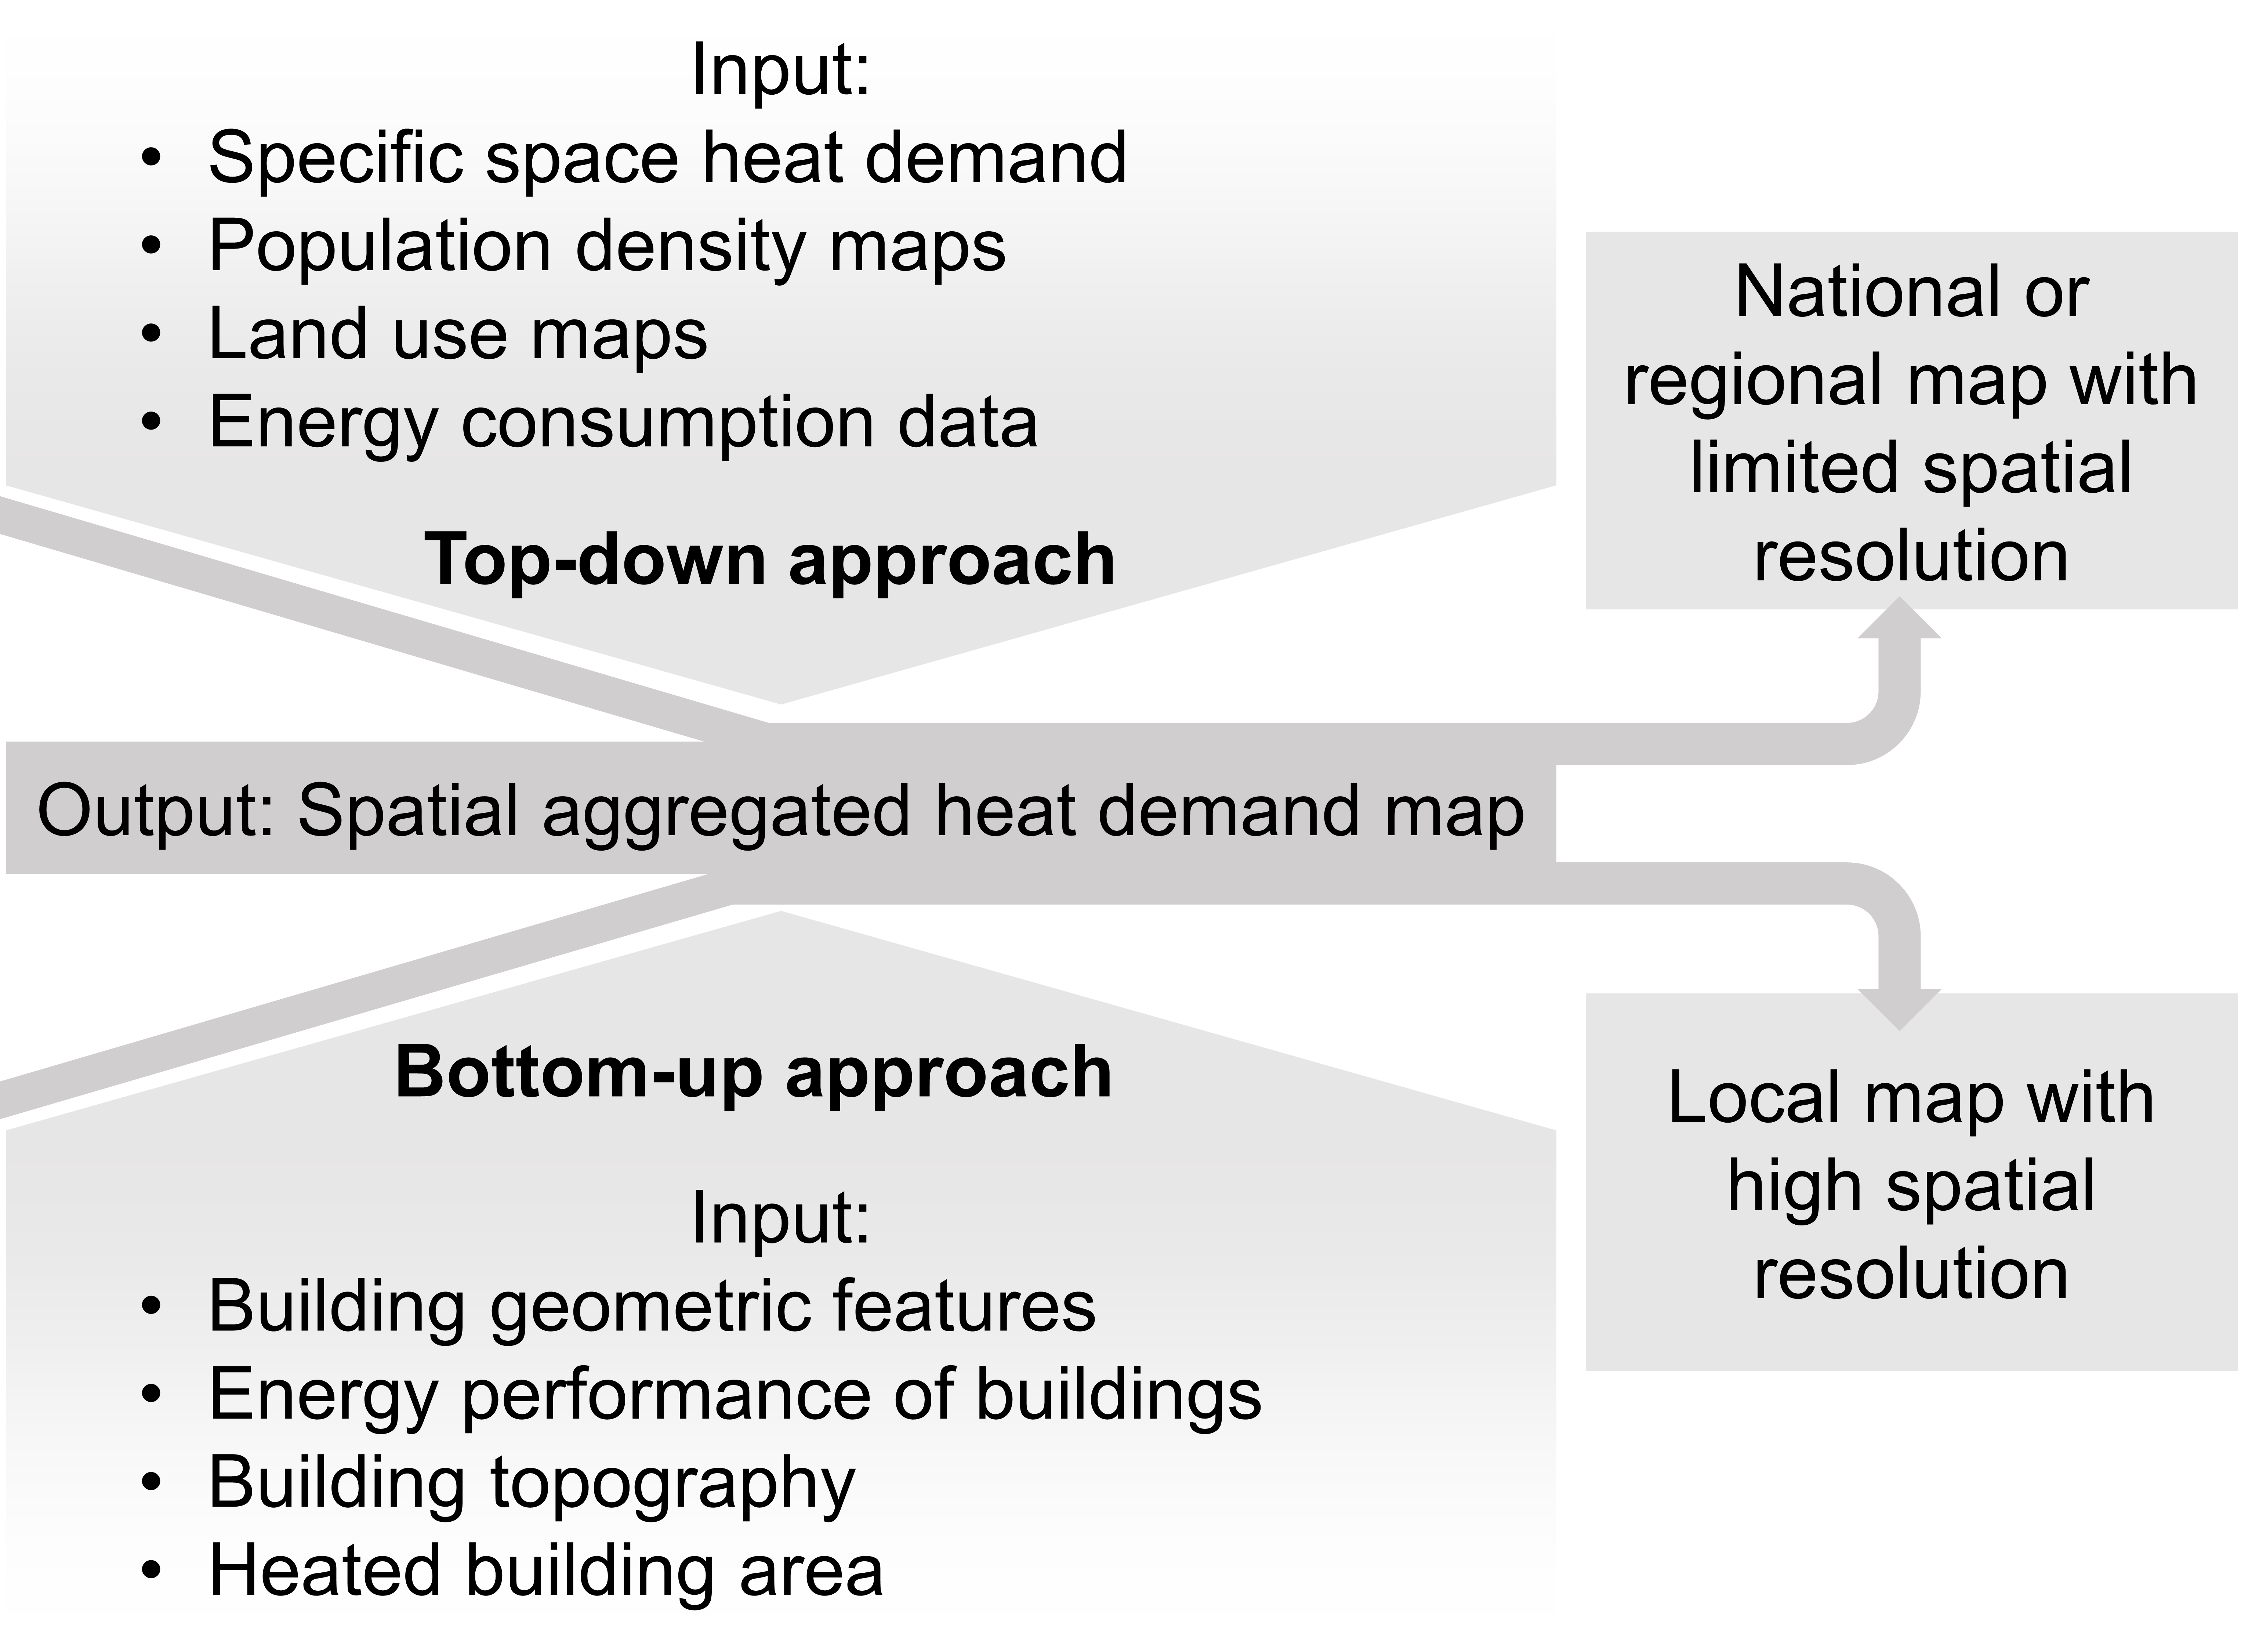 Input:
• Specific space heat demand
• Population density maps
• Land use maps
• Energy consumption data
Top-down approach
National or
regional map with
limited spatial
resolution
Output: Spatial aggregated heat demand map
Bottom-up approach
Input:
• Building geometric features
• Energy performance of buildings
• Building topography
• Heated building area
Local map with
high spatial
resolution